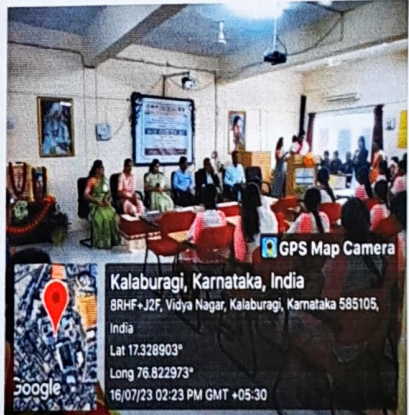 GPS Map Camera
Kalaburagi, Karnataka, India
8RHF+J2F, Vidya Nagar, Kalaburagi, Karnataka 585105,
India
Lat 17.328903°
Long 76.822973°
16/07/23 02:23 PM GMT +05:30
Google